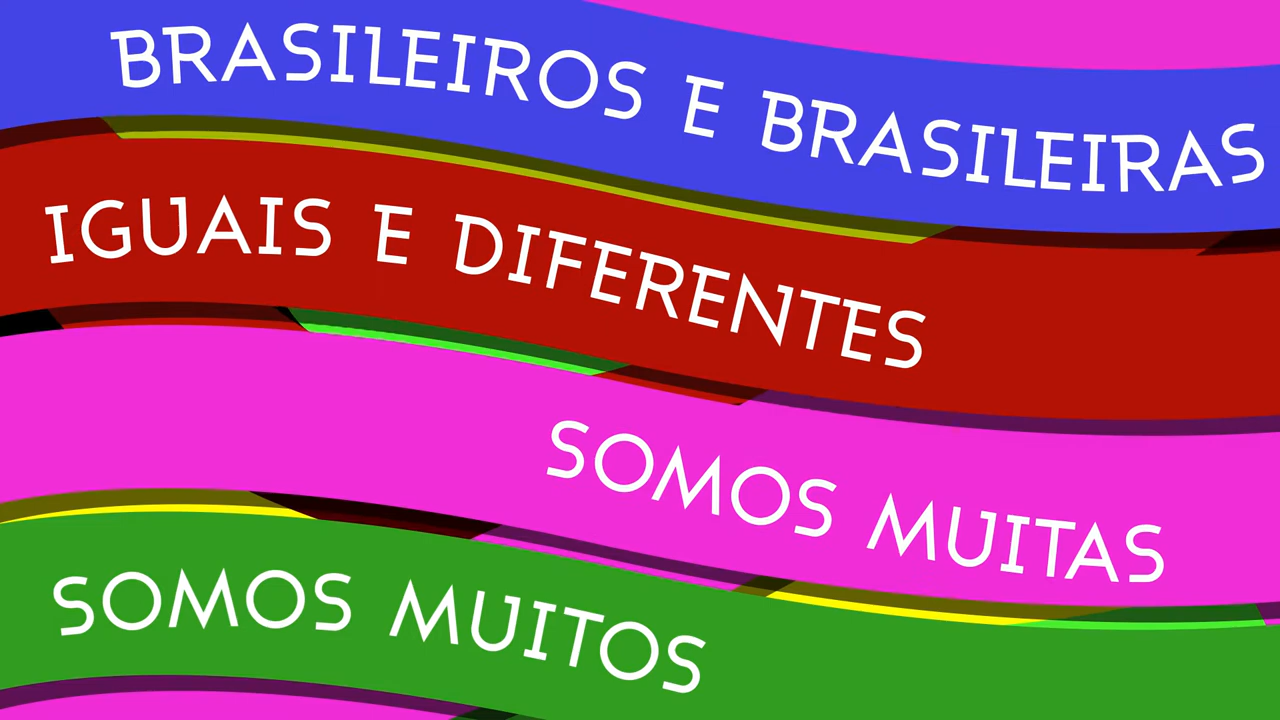 BRASILEIROS E BRASILEIRAS
IGUAIS E DIFERENTES
SOMOS MUITAS
SOMOS MUITOS